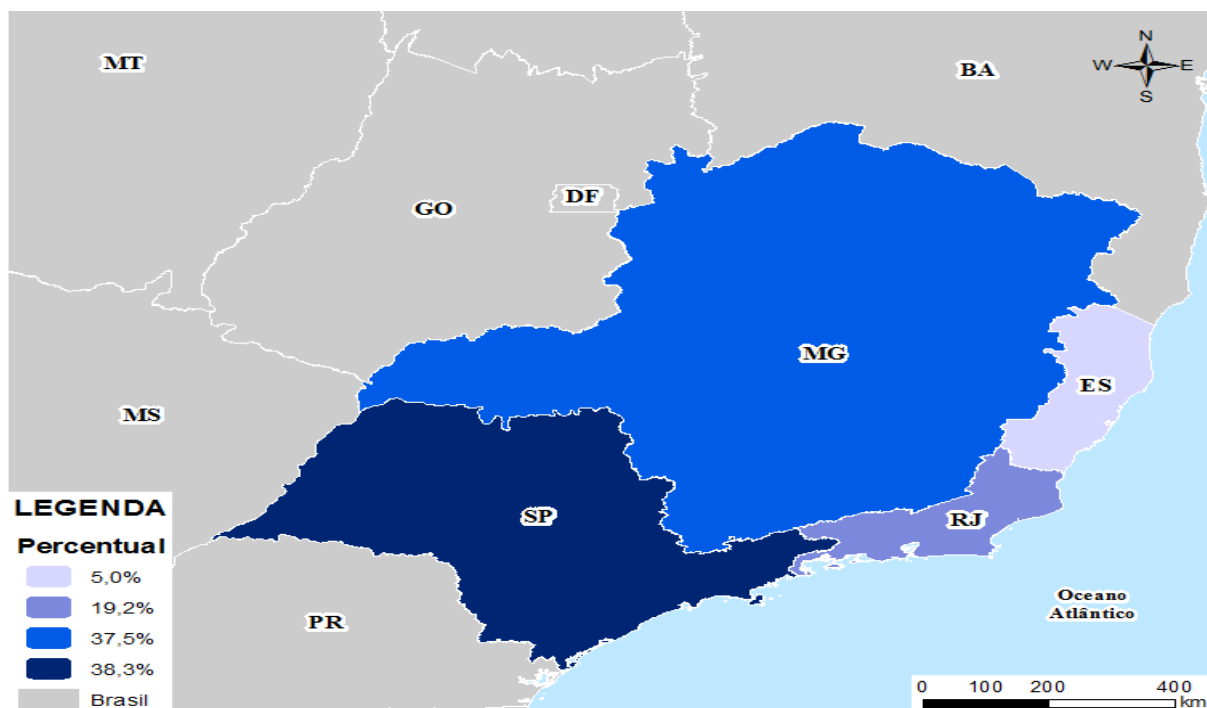 MT
BA
N
W E
S
GO
DF
MG
ES
MS
SP
RJ
PR
Oceano
Atlântico
LEGENDA
Percentual
5,0%
19,2%
37,5%
38,3%
Brasil
0 100 200 400
km